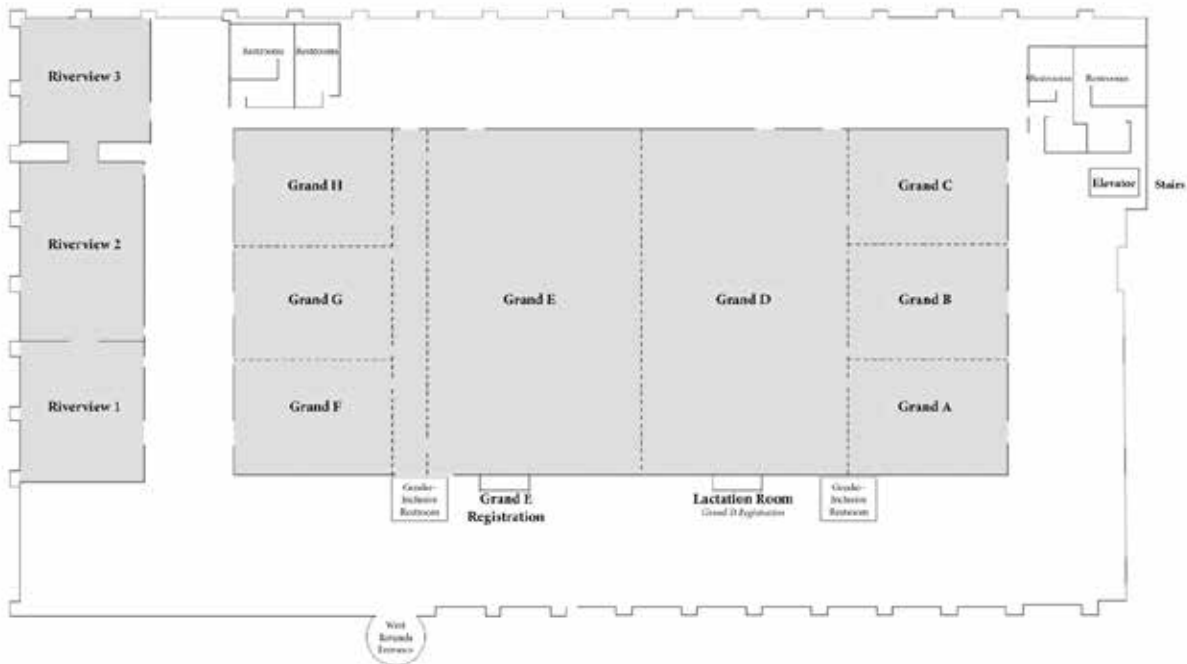 Restrooms
Restrooms
Riverview 3
Restrooms
Restrooms
Grand H
Grand C
Elevator
Stairs
Riverview 2
Grand G
Grand E
Grand D
Grand B
Riverview 1
Grand F
Grand A
Gender-
Inclusive
Restroom
Grand E
Registration
Lactation Room
Grand D Registration
Gender-
Inclusive
Restroom
West
Rotunda
Entrance